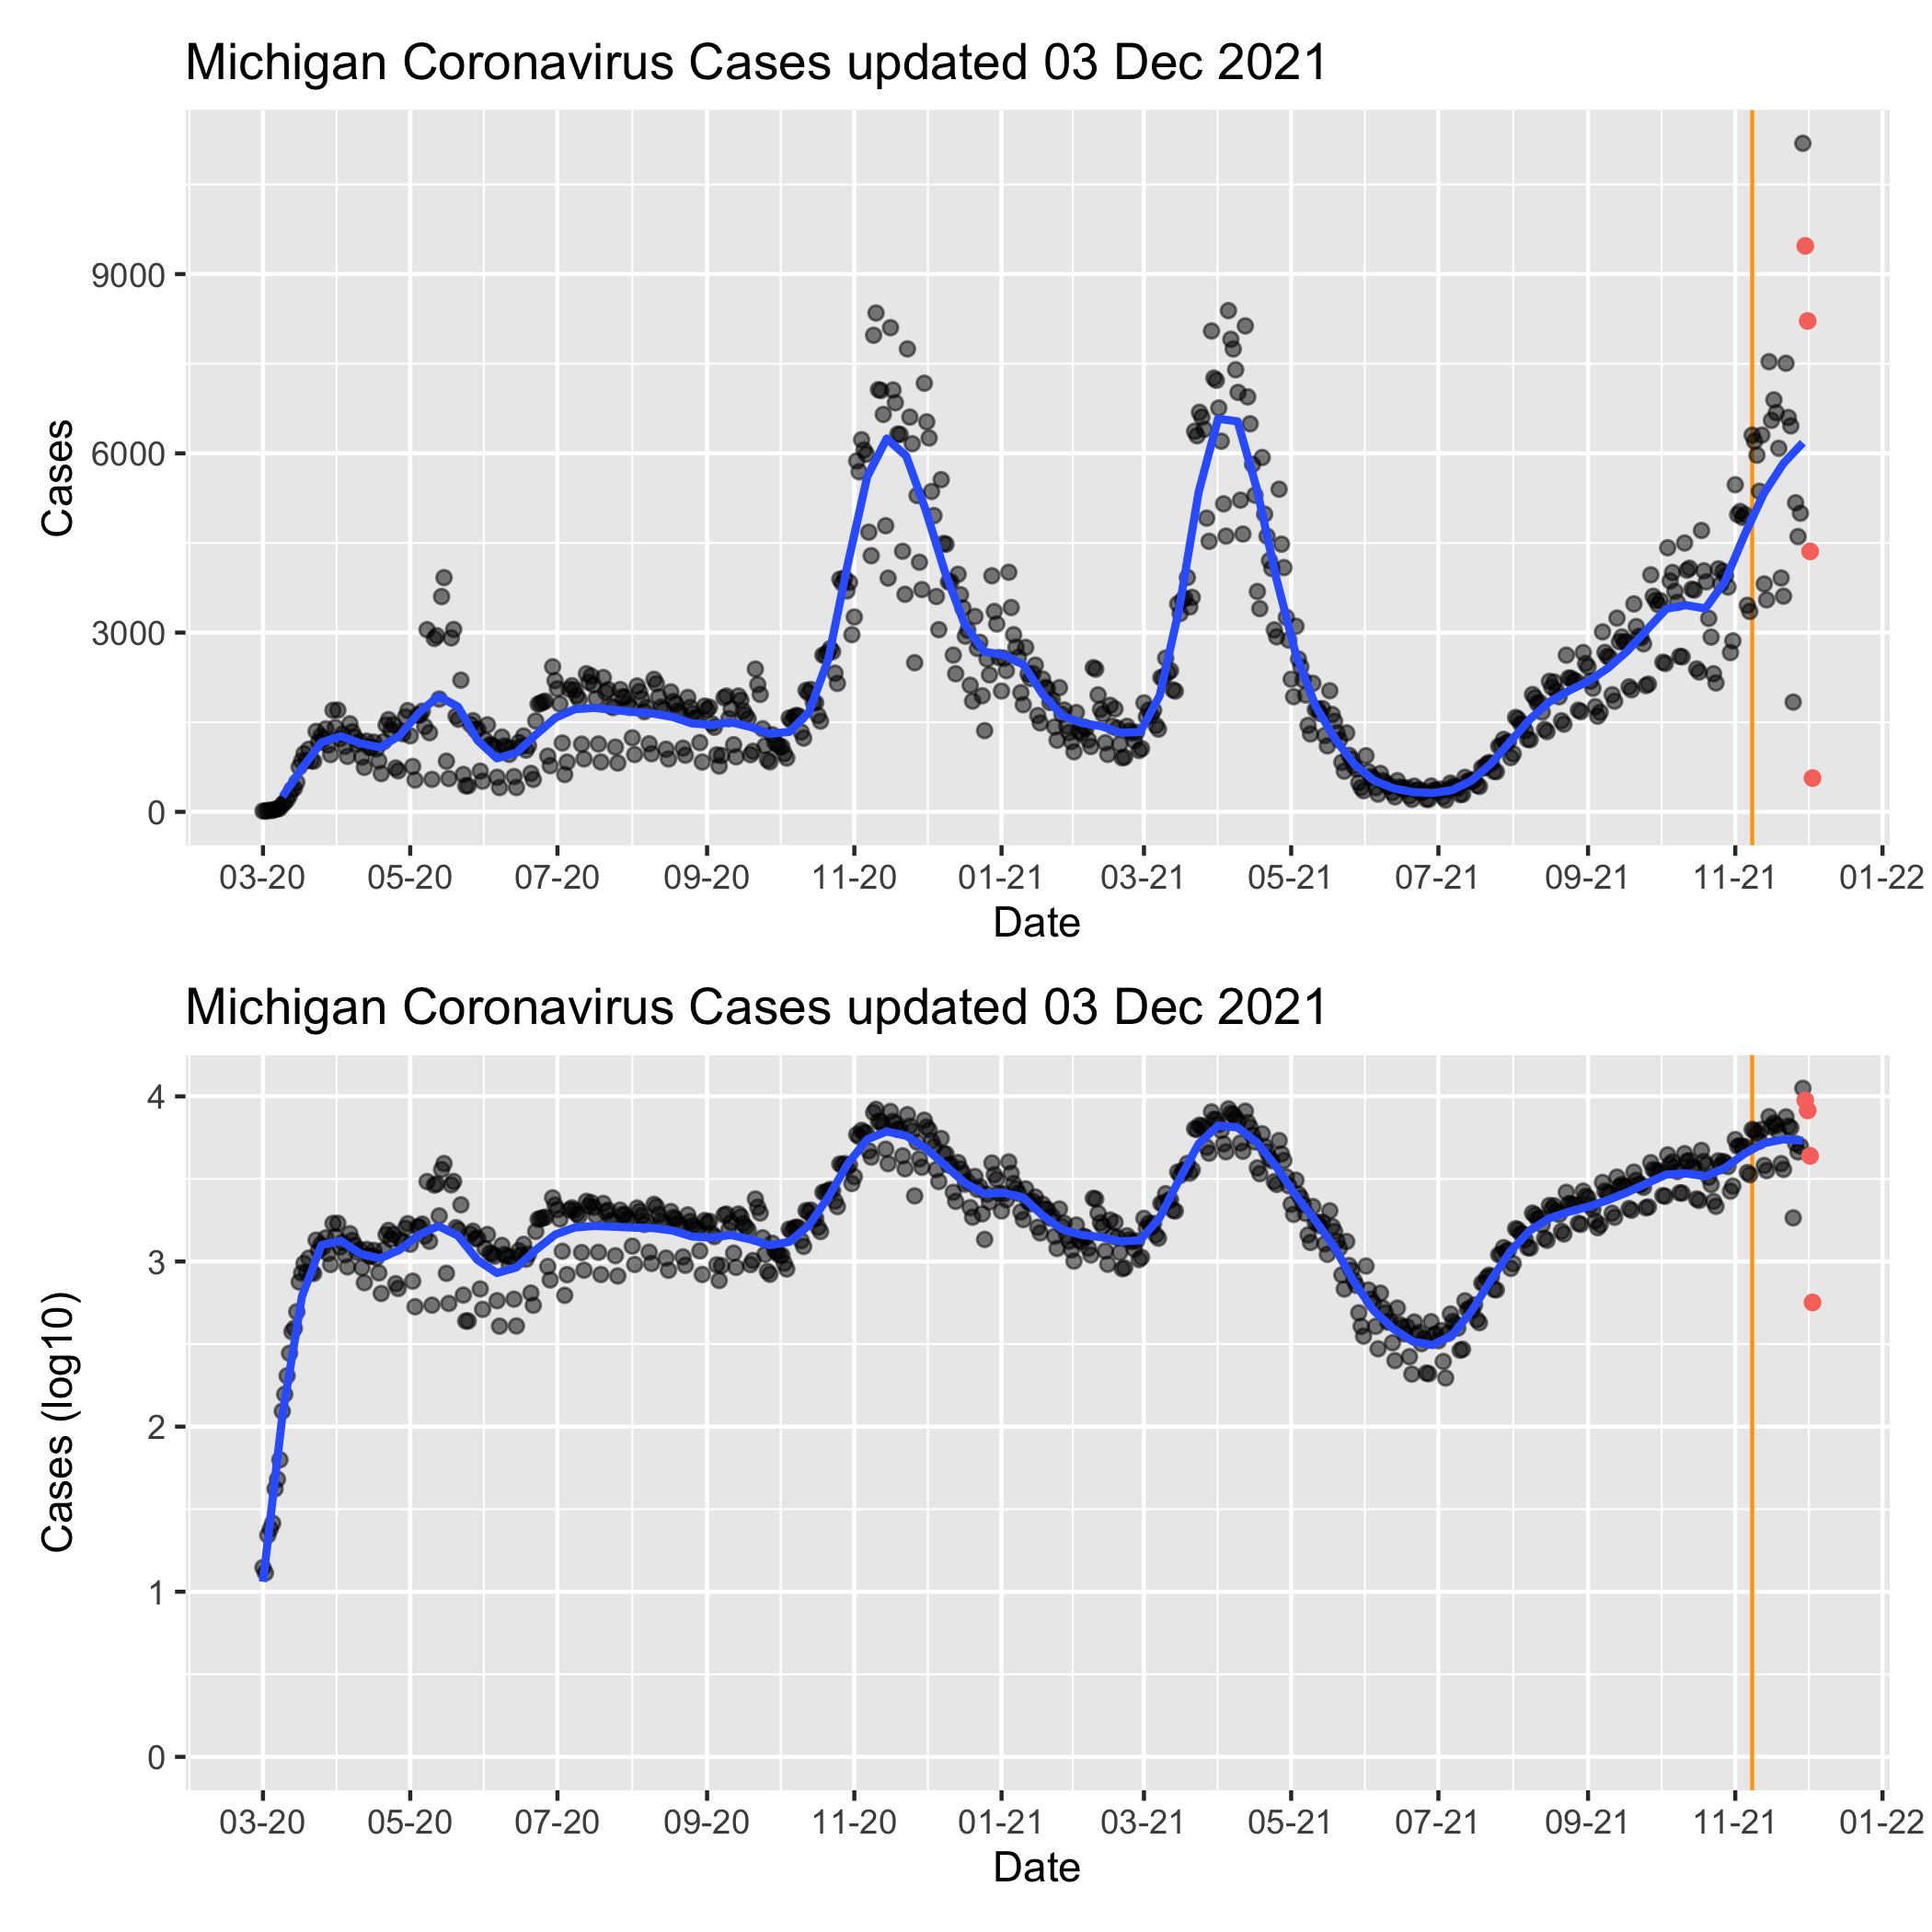 Michigan Coronavirus Cases updated 03 Dec 2021
Cases
9000
6000
3000
0
03-20 05-20 07-20 09-20 11-20 01-21 03-21 05-21 07-21 09-21 11-21 01-22
Date
Michigan Coronavirus Cases updated 03 Dec 2021
Cases (log10)
4
3
2
1
0
03-20 05-20 07-20 09-20 11-20 01-21 03-21 05-21 07-21 09-21 11-21 01-22
Date